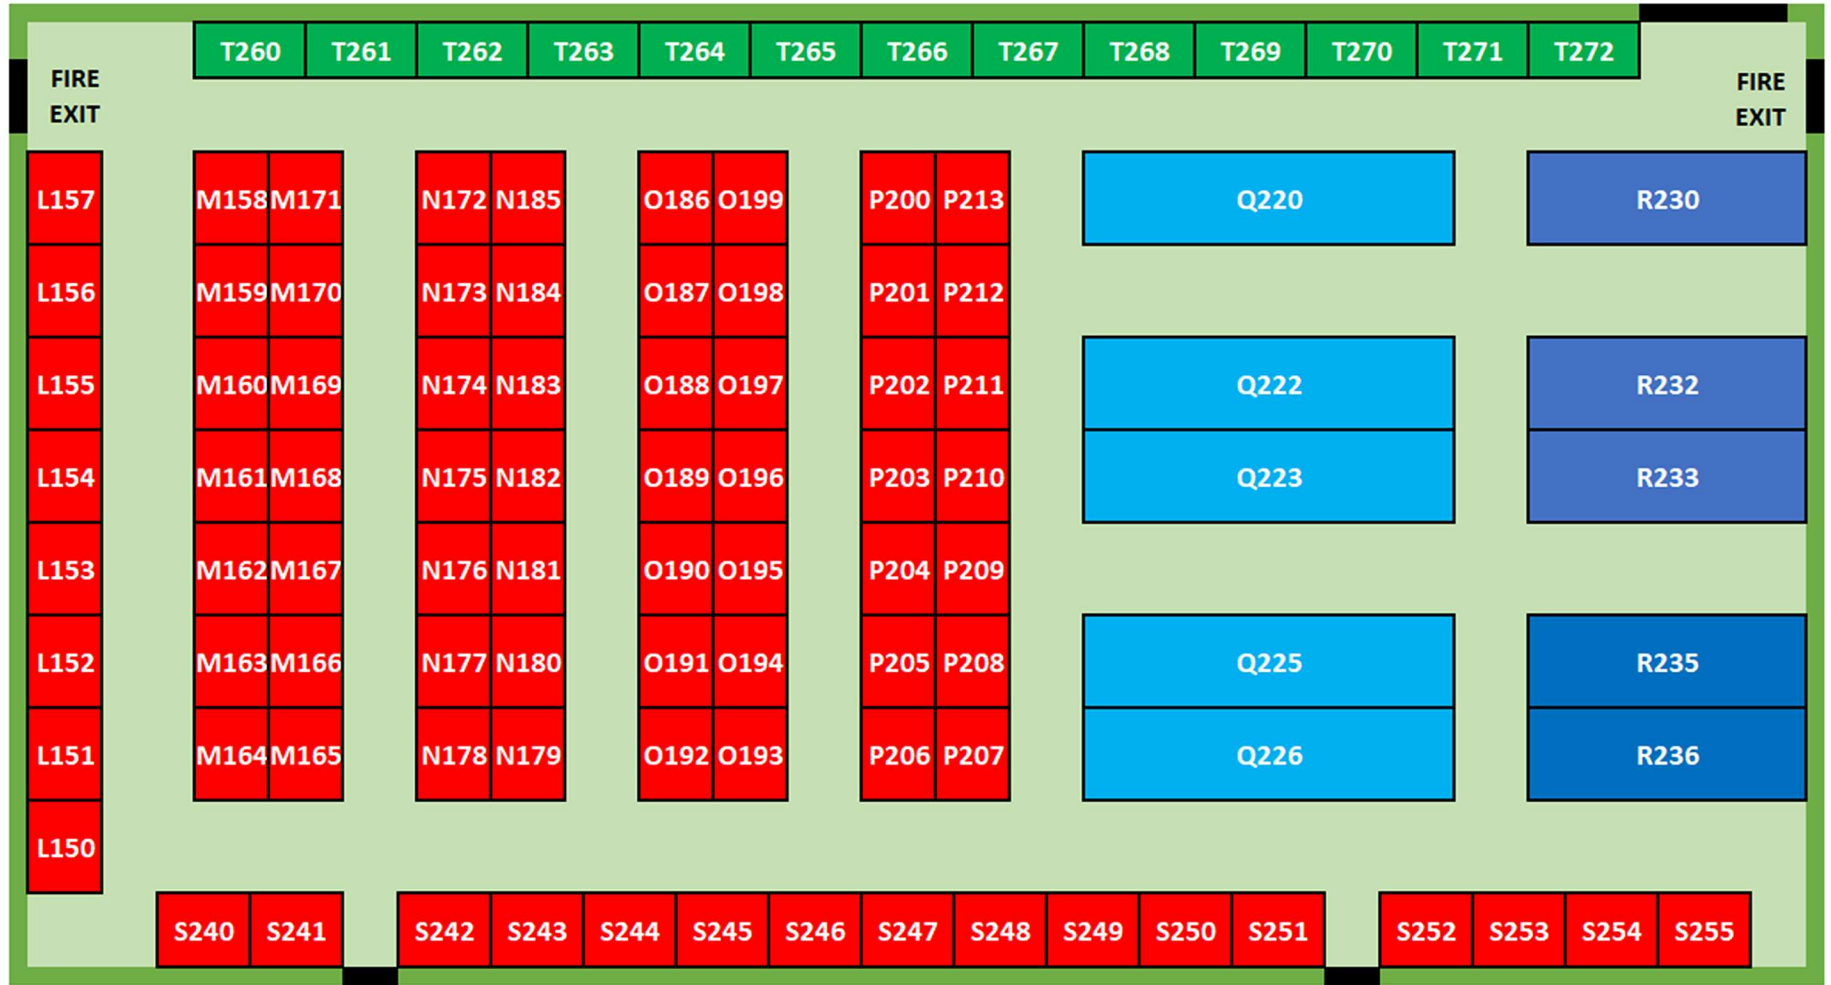 T260 T261 T262 T263 T264 T265 T266 T267 T268 T269 T270 T271 T272
FIRE
EXIT
FIRE
EXIT
L157 M158 M171 N172 N185 O186 O199 P200 P213 Q220 R230
L156 M159 M170 N173 N184 O187 O198 P201 P212
L155 M160 M169 N174 N183 O188 O197 P202 P211 Q222 R232
L154 M161 M168 N175 N182 O189 O196 P203 P210 Q223 R233
L153 M162 M167 N176 N181 O190 O195 P204 P209
L152 M163 M166 N177 N180 O191 O194 P205 P208 Q225 R235
L151 M164 M165 N178 N179 O192 O193 P206 P207 Q226 R236
L150
S240 S241 S242 S243 S244 S245 S246 S247 S248 S249 S250 S251 S252 S253 S254 S255